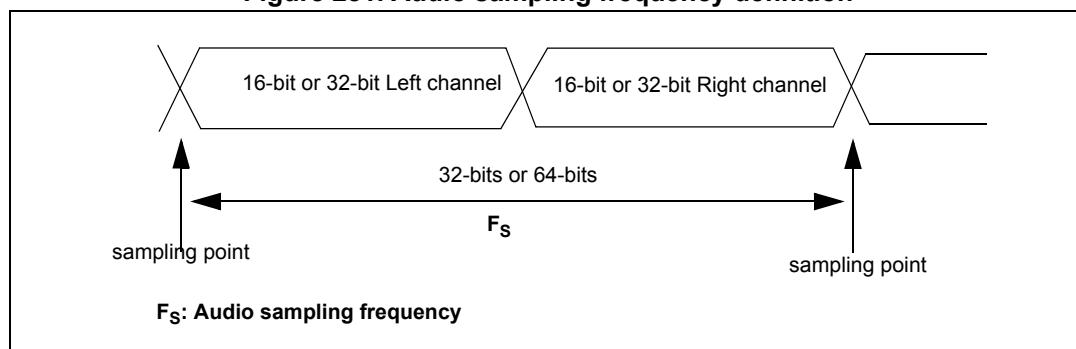 16-bit or 32-bit Left channel
16-bit or 32-bit Right channel
32-bits or 64-bits
FS
sampling point
sampling point
FS: Audio sampling frequency